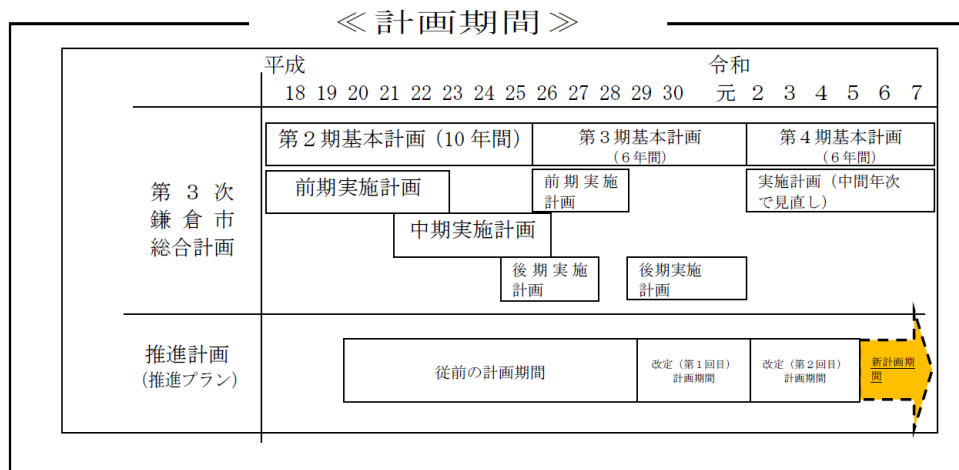 ≪計画期間≫
平成 令和
18 19 20 21 22 23 24 25 26 27 28 29 30 元 2 3 4 5 6 7
第2期基本計画(10年間)
第3期基本計画
(6年間)
第4期基本計画
(6年間)
第3次
鎌倉市
総合計画
前期実施計画
前期実施
計画
実施計画(中間年次
で見直し)
中期実施計画
後期実施
計画
後期実施
計画
推進計画
(推進プラン)
従前の計画期間
改定(第1回目)
計画期間
改定(第2回目)
計画期間
新計画期
間